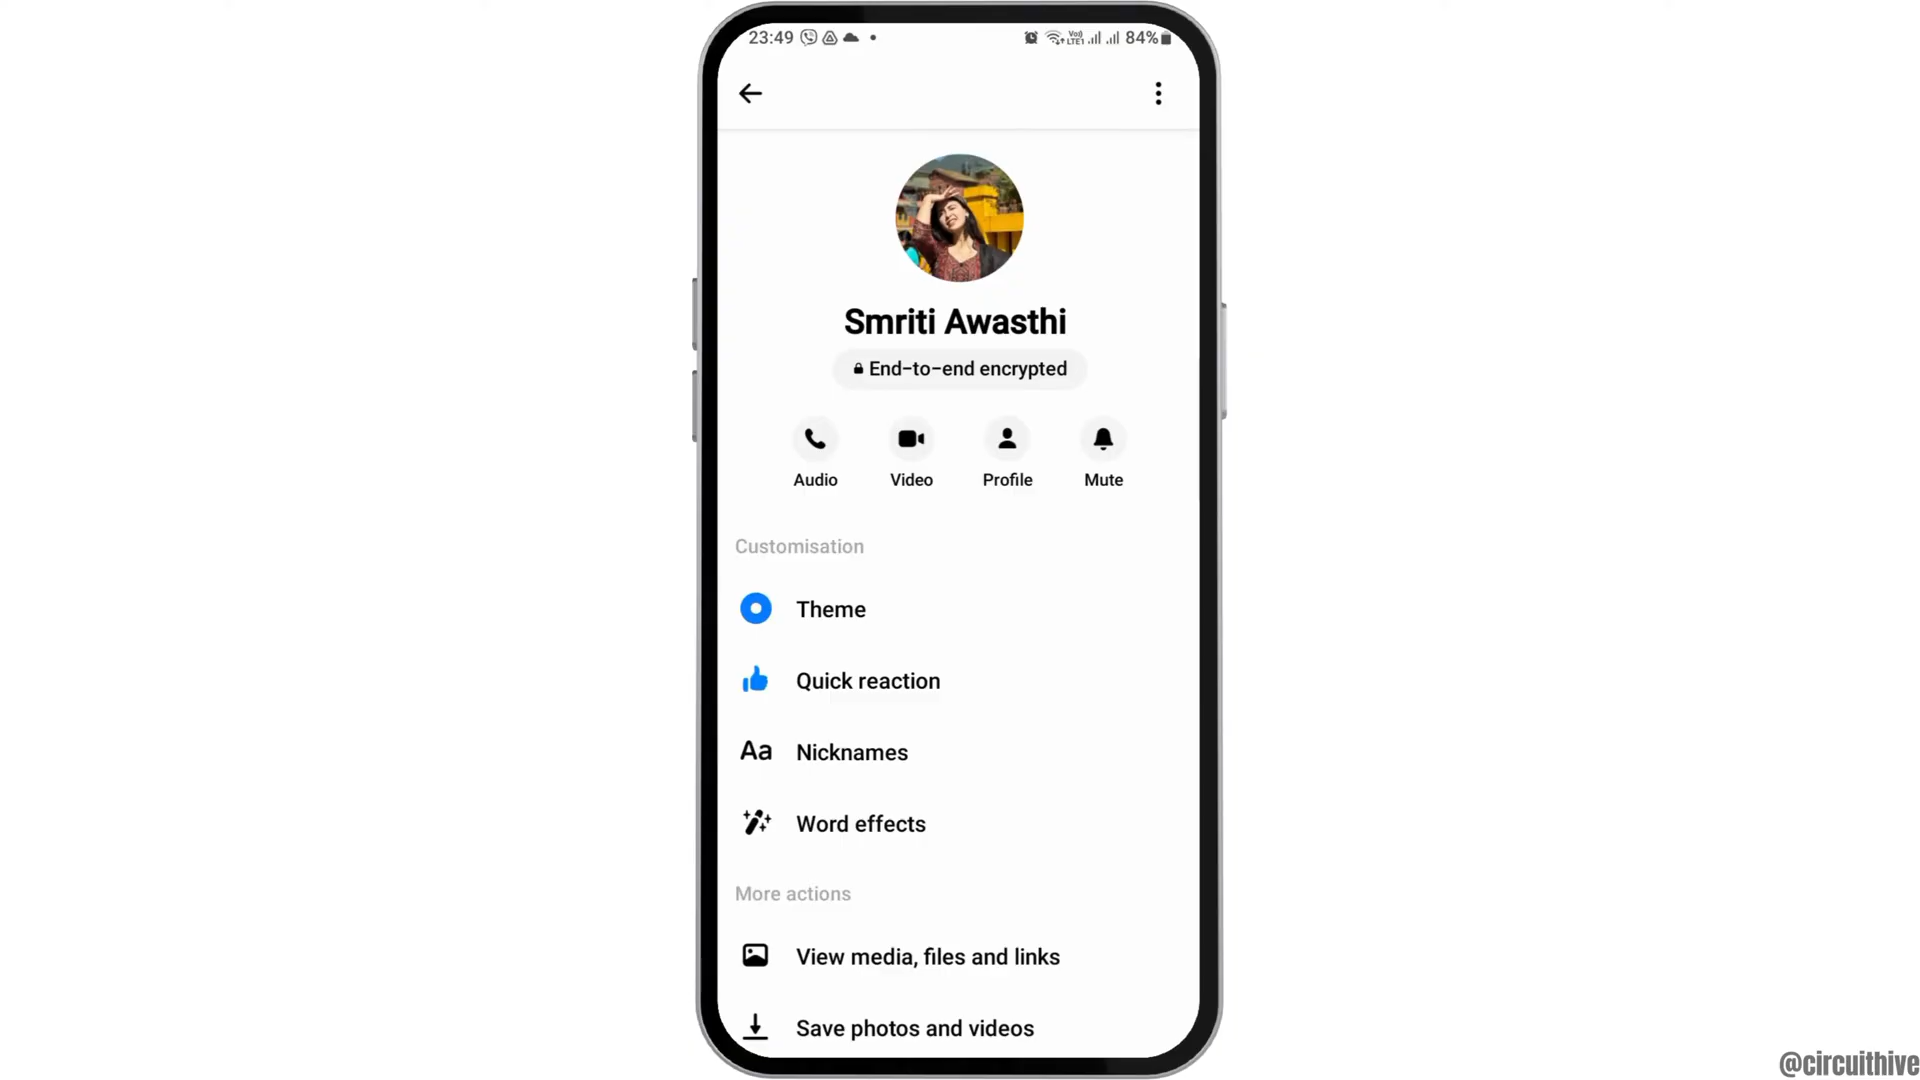 23:49 84%
Smriti Awasthi
End-to-end encrypted
Audio Video Profile Mute
Customisation
Theme
Quick reaction
Aa Nicknames
Word effects
More actions
View media, files and links
Save photos and videos
@circuithive